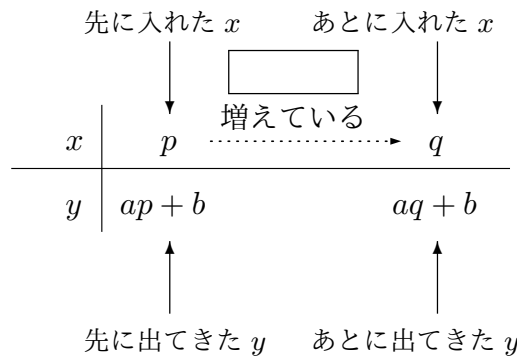 先に入れた x あとに入れた x
増えている
x p q
y ap + b aq + b
先に出てきた y あとに出てきた y